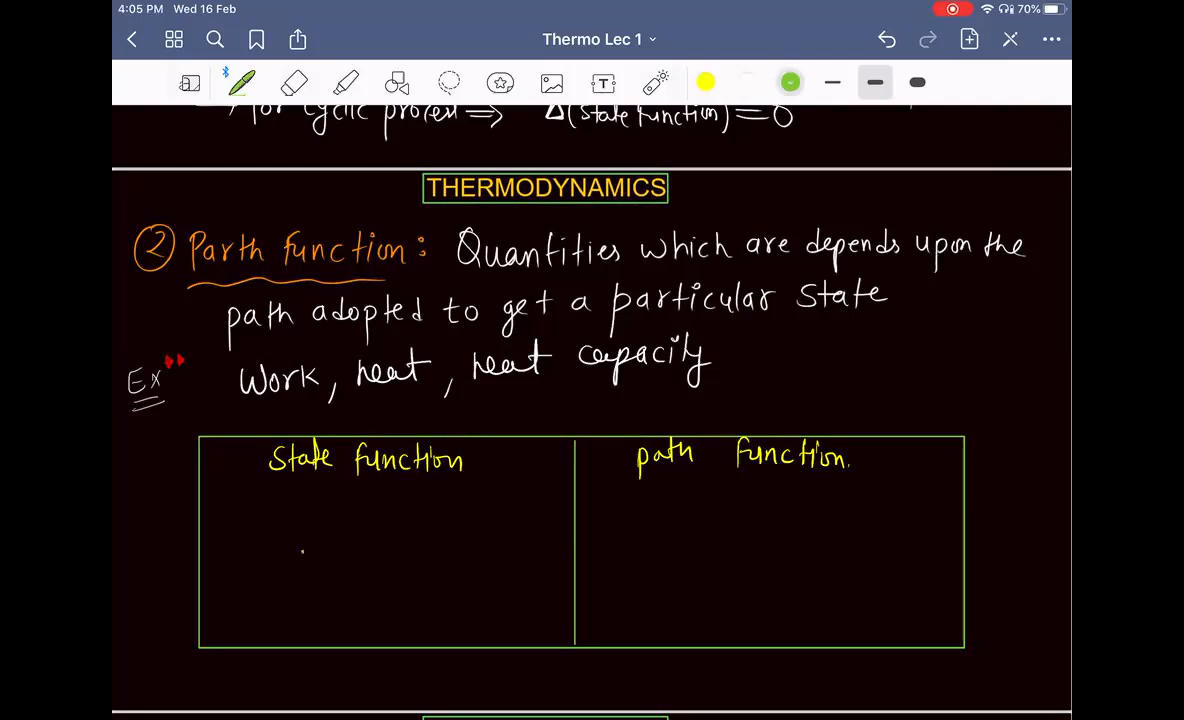 4:05 PM Wed 16 Feb 70%
Thermo Lec 1
for cyclic process ⇒ Δ(State function) = 0
THERMODYNAMICS
② Parth function: Quantities which are depends upon the
path adopted to get a particular State
Ex Work, heat, heat capacity
State function path function.